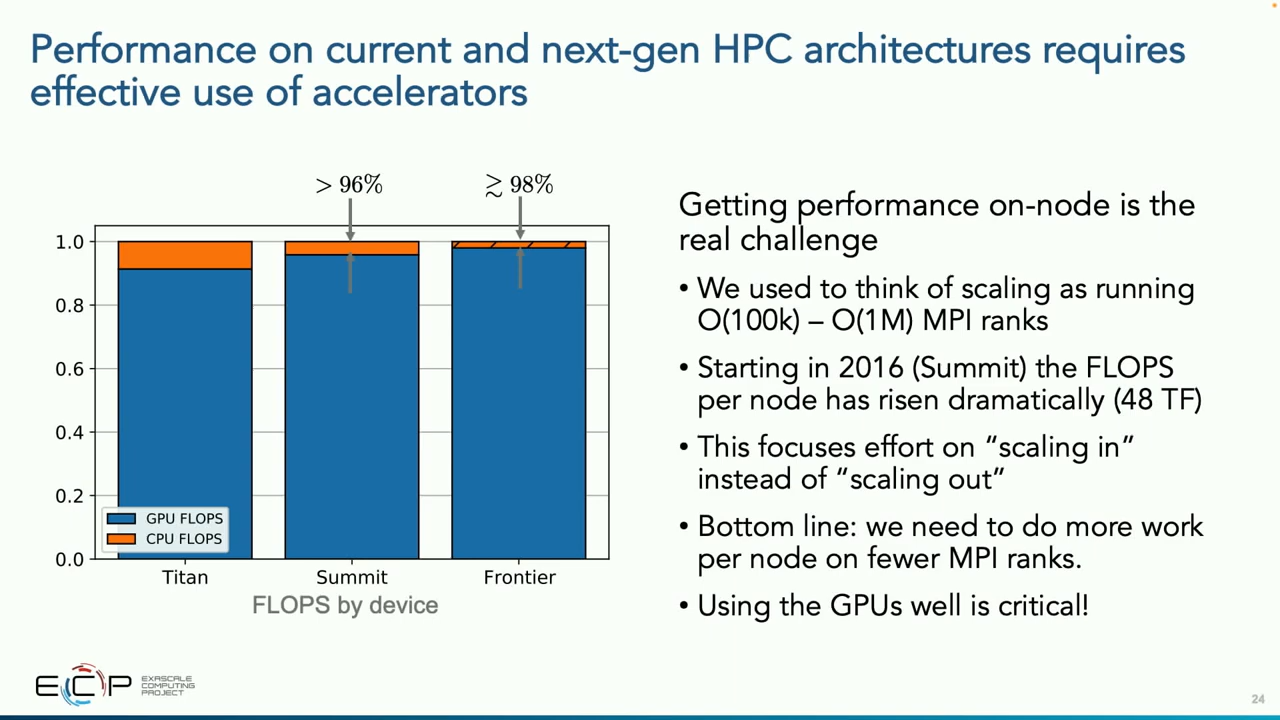 Performance on current and next-gen HPC architectures requires
effective use of accelerators
> 96%
≳ 98%
1.0
0.8
0.6
0.4
0.2
0.0
GPU FLOPS
CPU FLOPS
Titan
Summit
Frontier
FLOPS by device
Getting performance on-node is the
real challenge
• We used to think of scaling as running
O(100k) – O(1M) MPI ranks
• Starting in 2016 (Summit) the FLOPS
per node has risen dramatically (48 TF)
• This focuses effort on “scaling in”
instead of “scaling out”
• Bottom line: we need to do more work
per node on fewer MPI ranks.
• Using the GPUs well is critical!
ECP
EXASCALE
COMPUTING
PROJECT
24